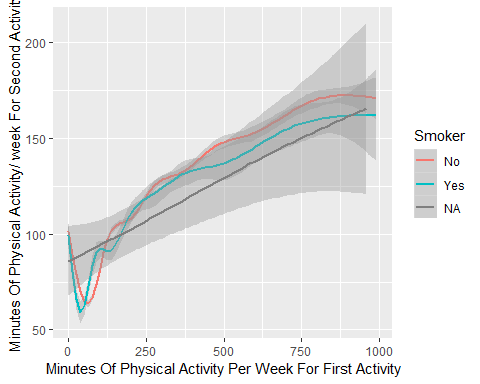 Minutes Of Physical Activity/ week For Second Activit
200
150
100
50
0
250
500
750
1000
Minutes Of Physical Activity Per Week For First Activity
Smoker
No
Yes
NA